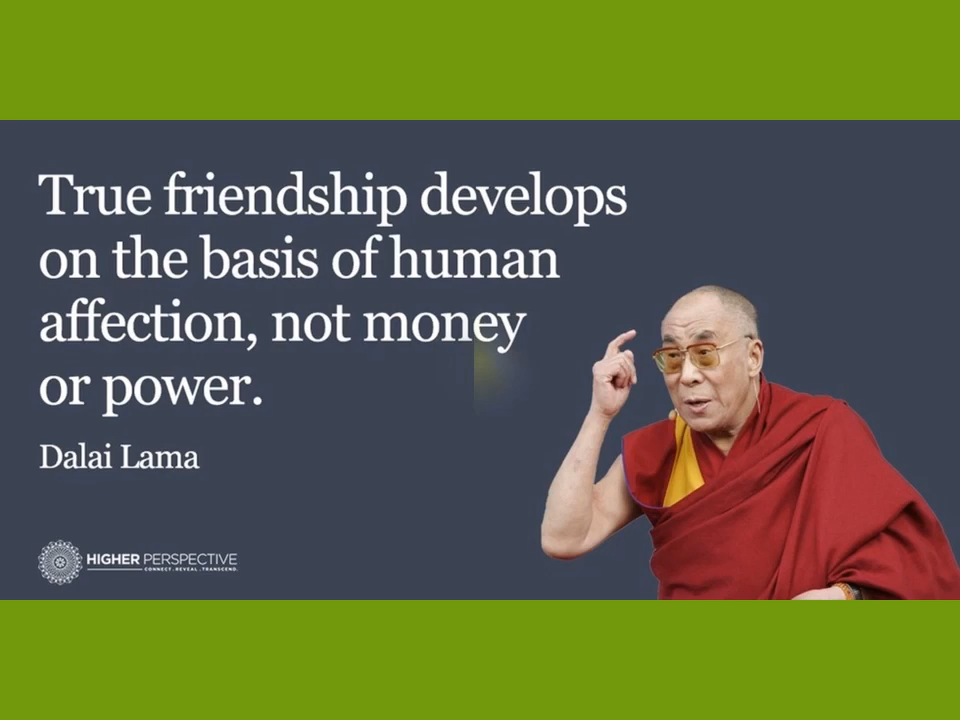 True friendship develops
on the basis of human
affection, not money
or power.
Dalai Lama
HIGHER PERSPECTIVE
CONNECT . REVEAL . TRANSCEND.